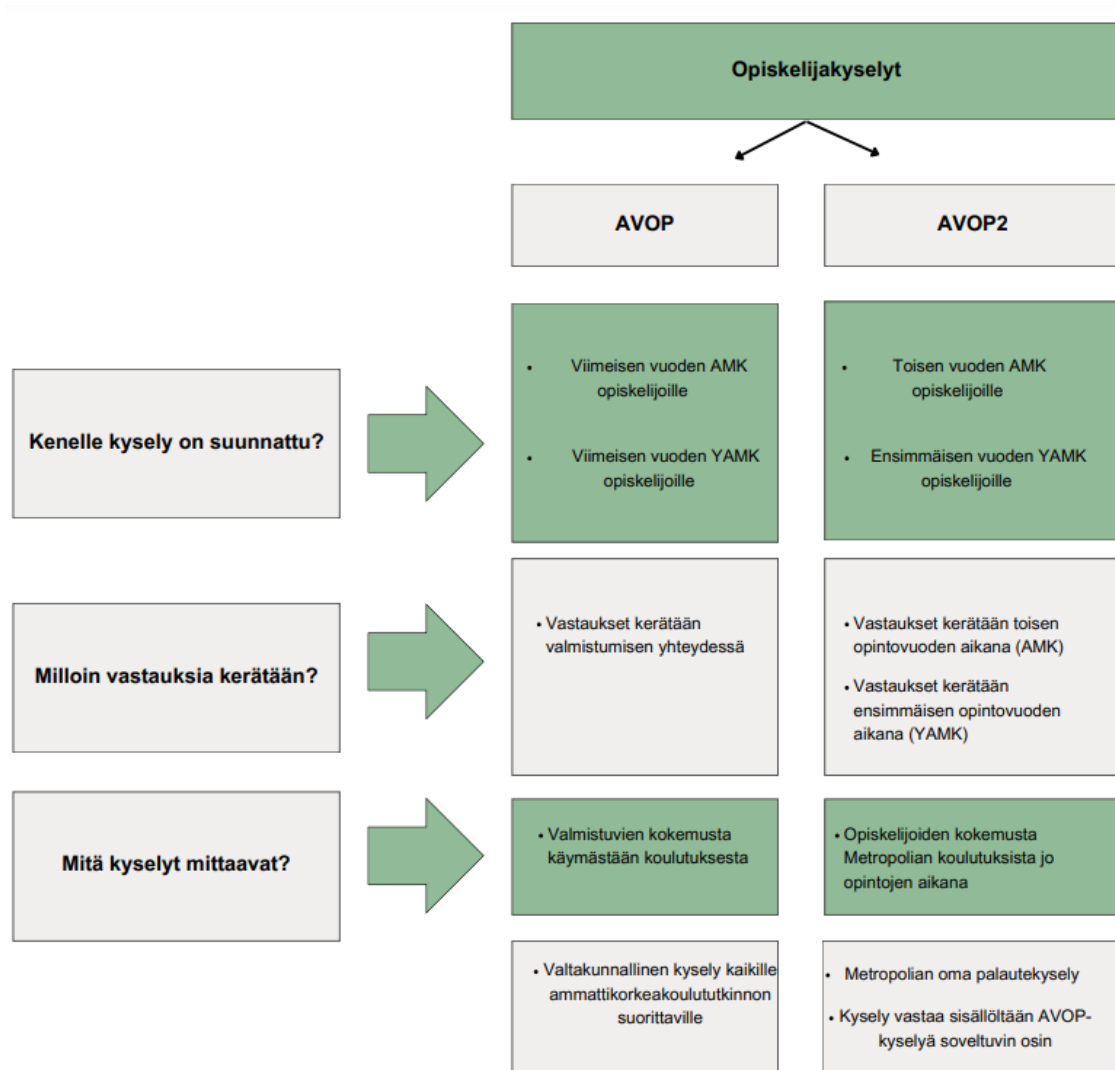 Opiskelijakyselyt
AVOP
AVOP2
Kenelle kysely on suunnattu?
• Viimeisen vuoden AMK
opiskelijoille
• Viimeisen vuoden YAMK
opiskelijoille
• Toisen vuoden AMK
opiskelijoille
• Ensimmäisen vuoden YAMK
opiskelijoille
Milloin vastauksia kerätään?
• Vastaukset kerätään
valmistumisen yhteydessä
• Vastaukset kerätään toisen
opintovuoden aikana (AMK)
• Vastaukset kerätään
ensimmäisen opintovuoden
aikana (YAMK)
Mitä kyselyt mittaavat?
• Valmistuvien kokemusta
käymästään koulutuksesta
• Opiskelijoiden kokemusta
Metropolian koulutuksista jo
opintojen aikana
• Valtakunnallinen kysely kaikille
ammattikorkeakoulututkinnon
suorittaville
• Metropolian oma palautekysely
• Kysely vastaa sisällöltään AVOP-
kyselyä soveltuvin osin